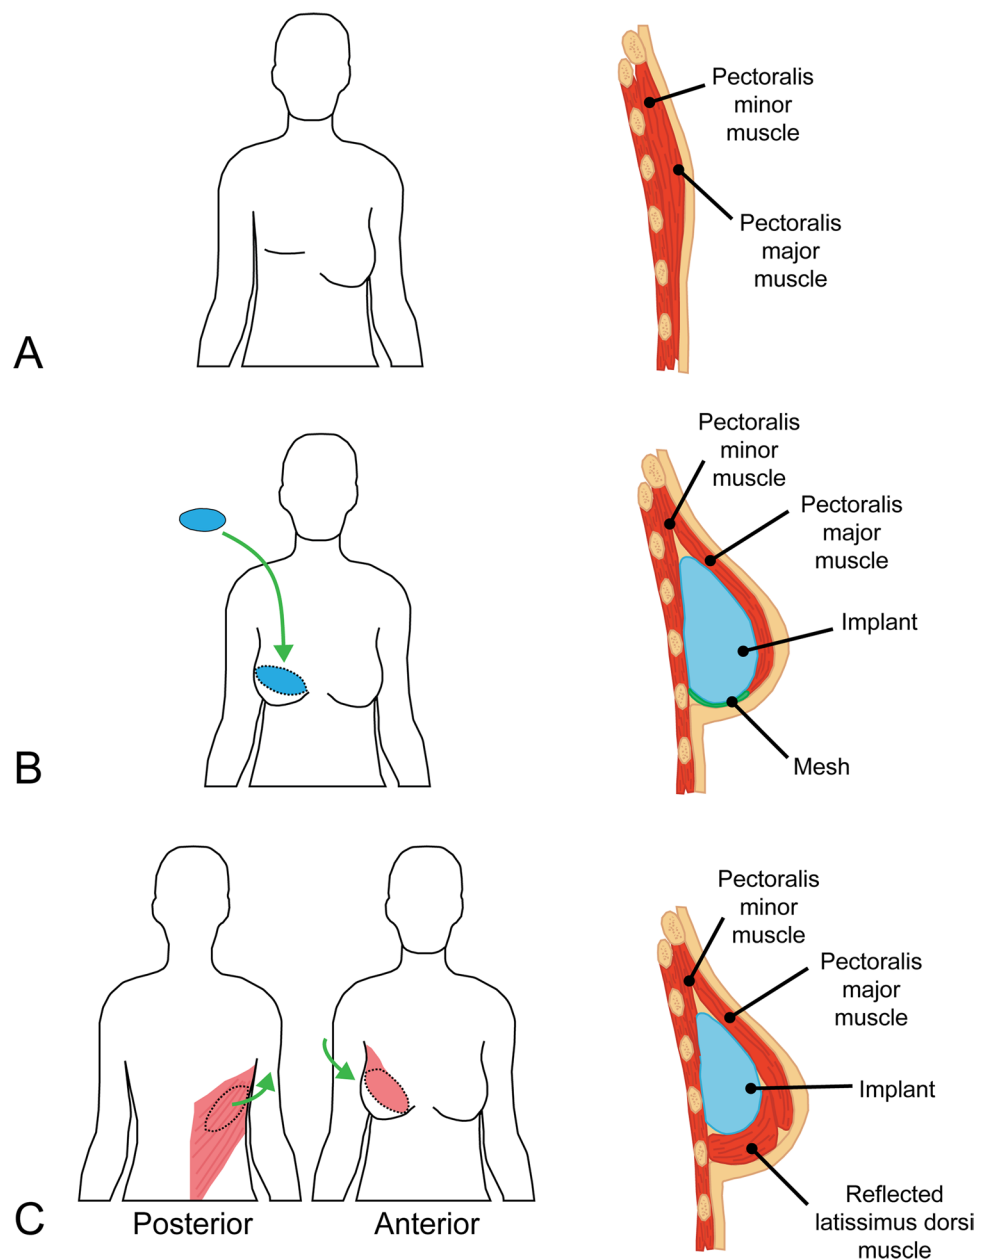 A
Pectoralis
minor
muscle
Pectoralis
major
muscle
B
Pectoralis
minor
muscle
Pectoralis
major
muscle
Implant
Mesh
C
Posterior
Anterior
Pectoralis
minor
muscle
Pectoralis
major
muscle
Implant
Reflected
latissimus dorsi
muscle